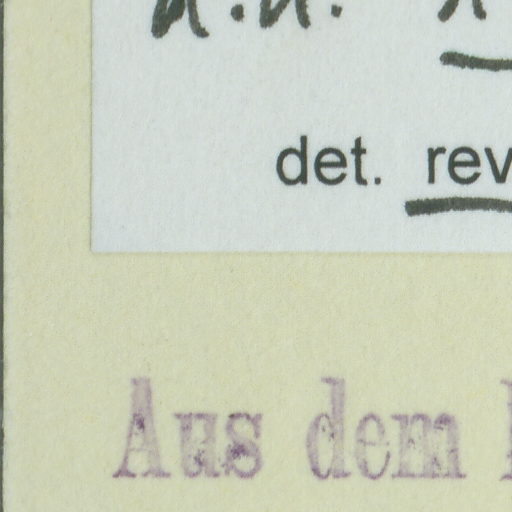 det. rev
Aus dem